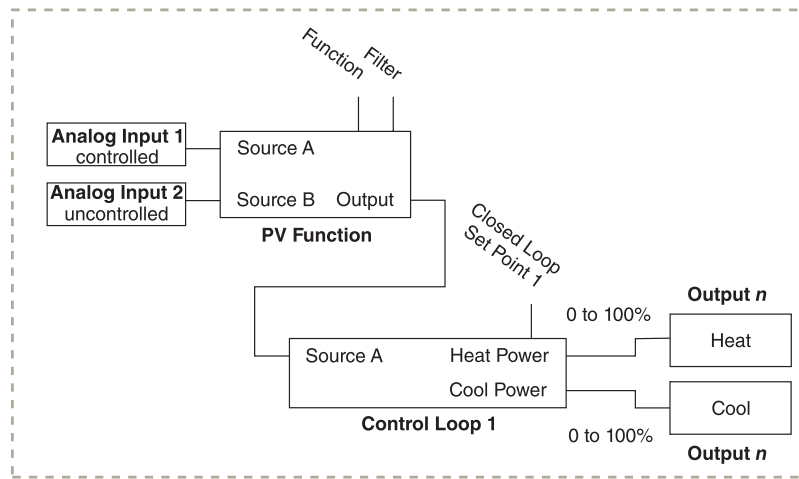 Function
Filter
Analog Input 1
controlled
Source A
Analog Input 2
uncontrolled
Source B Output
PV Function
Closed Loop
Set Point 1
0 to 100%
Output n
Source A
Heat Power
Heat
Cool Power
Cool
Control Loop 1
0 to 100%
Output n